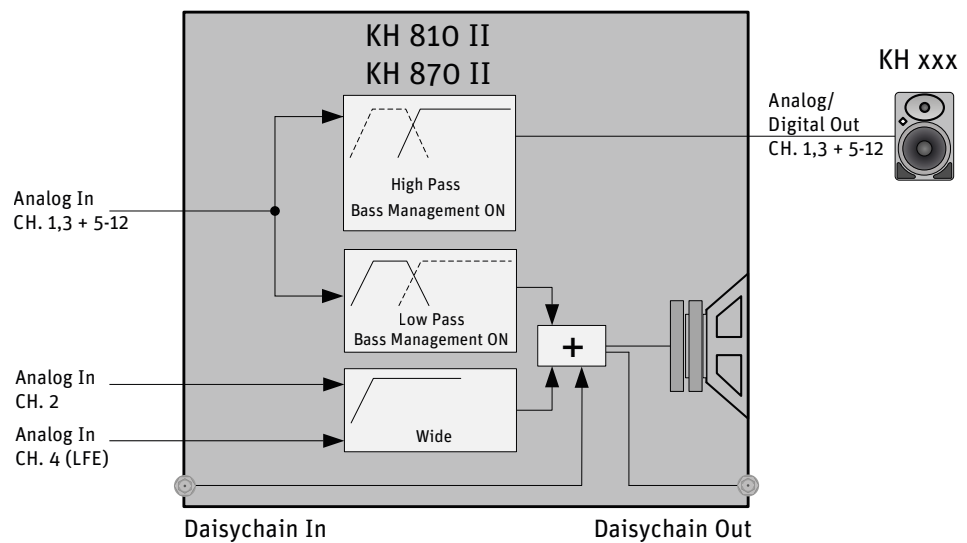 KH 810 II
KH 870 II
KH xxx
Analog/
Digital Out
CH. 1,3 + 5-12
High Pass
Bass Management ON
Analog In
CH. 1,3 + 5-12
Low Pass
Bass Management ON
+
Analog In
CH. 2
Wide
Analog In
CH. 4 (LFE)
Daisychain In
Daisychain Out